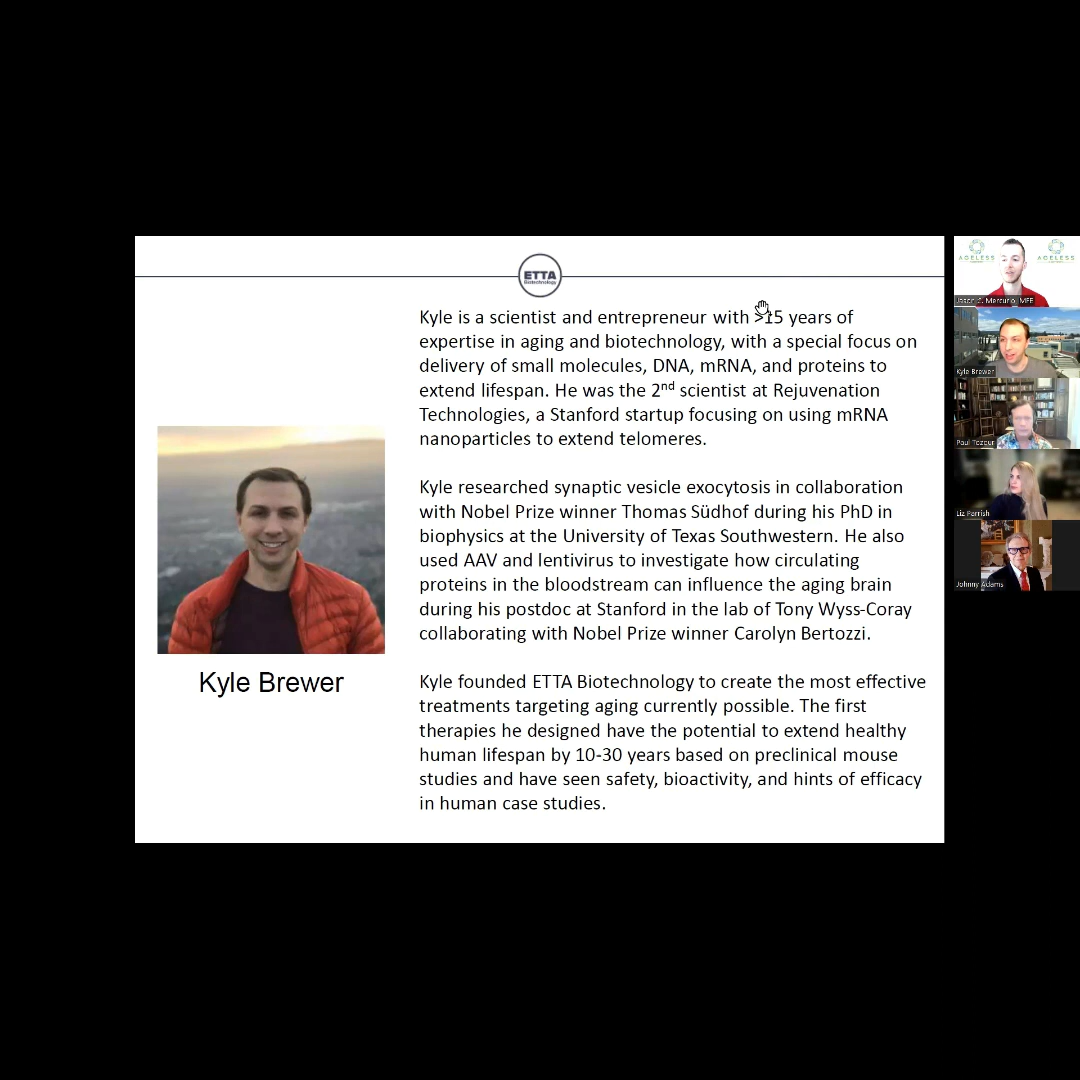 ETTA
Biotechnology
Kyle is a scientist and entrepreneur with >15 years of
expertise in aging and biotechnology, with a special focus on
delivery of small molecules, DNA, mRNA, and proteins to
extend lifespan. He was the 2nd scientist at Rejuvenation
Technologies, a Stanford startup focusing on using mRNA
nanoparticles to extend telomeres.
Kyle researched synaptic vesicle exocytosis in collaboration
with Nobel Prize winner Thomas Südhof during his PhD in
biophysics at the University of Texas Southwestern. He also
used AAV and lentivirus to investigate how circulating
proteins in the bloodstream can influence the aging brain
during his postdoc at Stanford in the lab of Tony Wyss-Coray
collaborating with Nobel Prize winner Carolyn Bertozzi.
Kyle founded ETTA Biotechnology to create the most effective
treatments targeting aging currently possible. The first
therapies he designed have the potential to extend healthy
human lifespan by 10-30 years based on preclinical mouse
studies and have seen safety, bioactivity, and hints of efficacy
in human case studies.
Kyle Brewer
AGELESS
AGELESS
Jason C. Mercurio, MFE
Kyle Brewer
Paul Tozour
Liz Parrish
Johnny Adams